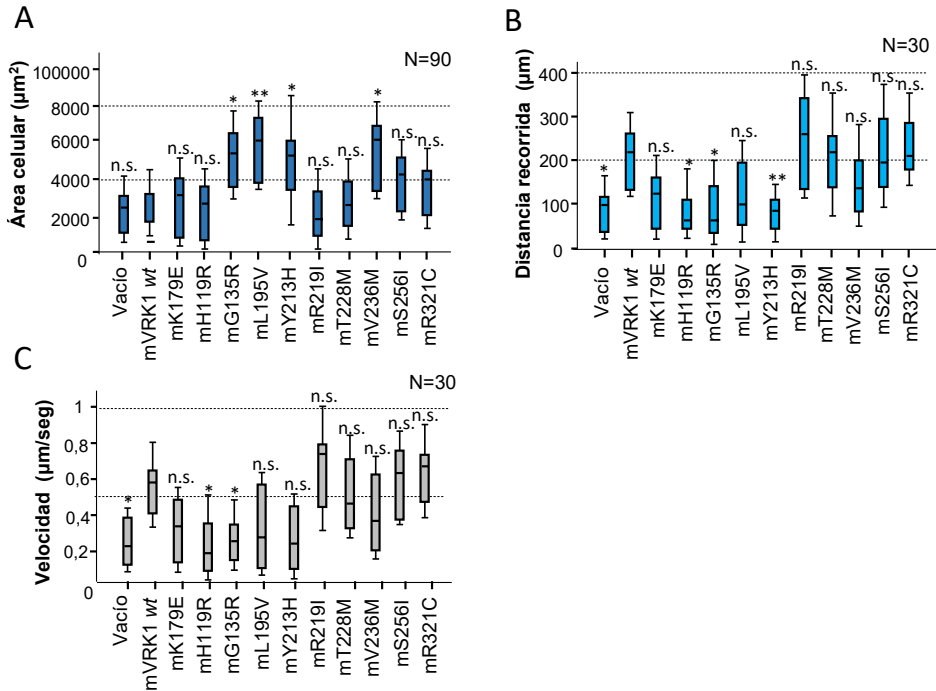 A
N=90
Área celular (µm²)
100000
8000
6000
4000
2000
0
n.s.
n.s.
n.s.
n.s.
*
**
*
n.s.
n.s.
*
n.s.
n.s.
Vacío
mVRK1 wt
mK179E
mH119R
mG135R
mL195V
mY213H
mR219I
mT228M
mV236M
mS256I
mR321C
B
N=30
Distancia recorrida (µm)
400
200
100
0
*
n.s.
*
*
n.s.
**
n.s.
n.s.
n.s.
n.s.
n.s.
Vacío
mVRK1 wt
mK179E
mH119R
mG135R
mL195V
mY213H
mR219I
mT228M
mV236M
mS256I
mR321C
C
N=30
Velocidad (µm/seg)
1
0,8
0,6
0,4
0,2
0
*
n.s.
*
*
n.s.
n.s.
n.s.
n.s.
n.s.
n.s.
n.s.
Vacío
mVRK1 wt
mK179E
mH119R
mG135R
mL195V
mY213H
mR219I
mT228M
mV236M
mS256I
mR321C